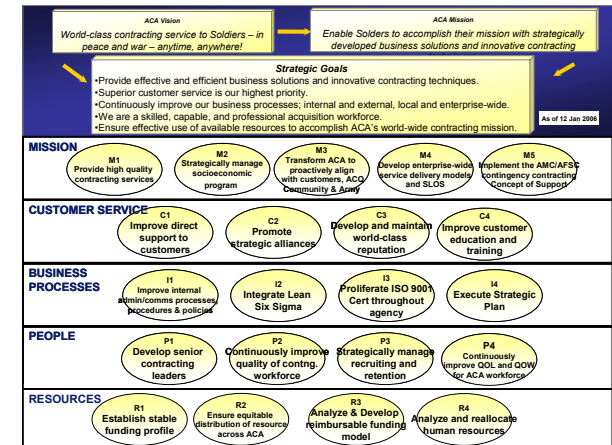 ACA Vision
World-class contracting service to Soldiers – in
peace and war – anytime, anywhere!
ACA Mission
Enable Solders to accomplish their mission with strategically
developed business solutions and innovative contracting
Strategic Goals
•Provide effective and efficient business solutions and innovative contracting techniques.
•Superior customer service is our highest priority.
•Continuously improve our business processes; internal and external, local and enterprise-wide.
•We are a skilled, capable, and professional acquisition workforce.
•Ensure effective use of available resources to accomplish ACA's world-wide contracting mission.
As of 12 Jan 2006
MISSION
M1
Provide high quality
contracting services
M2
Strategically manage
socioeconomic
program
M3
Transform ACA to
proactively align
with customers, ACQ
Community & Army
M4
Develop enterprise-wide
service delivery models
and SLOS
M5
Implement the AMC/AFSC
contingency contracting
Concept of Support
CUSTOMER SERVICE
C1
Improve direct
support to
customers
C2
Promote
strategic alliances
C3
Develop and maintain
world-class
reputation
C4
Improve customer
education and
training
BUSINESS
PROCESSES
I1
Improve internal
admin/comms processes,
procedures & policies
I2
Integrate Lean
Six Sigma
I3
Proliferate ISO 9001
Cert throughout
agency
I4
Execute Strategic
Plan
PEOPLE
P1
Develop senior
contracting
leaders
P2
Continuously improve
quality of contng.
workforce
P3
Strategically manage
recruiting and
retention
P4
Continuously
improve QOL and QOW
for ACA workforce
RESOURCES
R1
Establish stable
funding profile
R2
Ensure equitable
distribution of resource
across ACA
R3
Analyze & Develop
reimbursable funding
model
R4
Analyze and reallocate
human resources